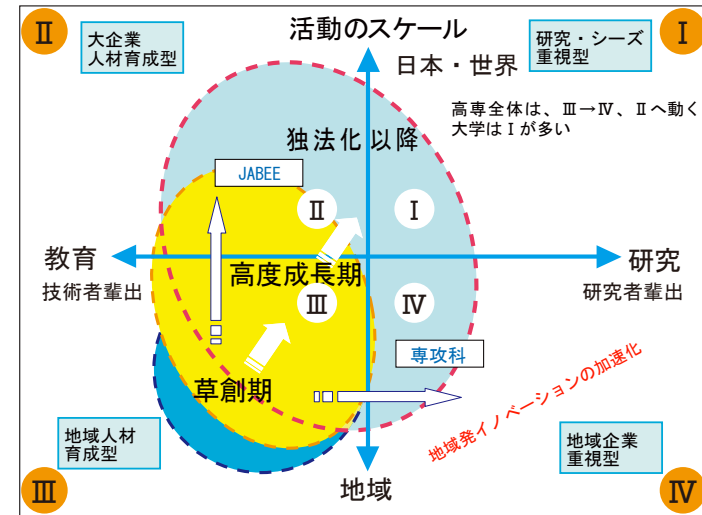 Ⅱ
大企業
人材育成型
活動のスケール
日本・世界
研究・シーズ
重視型
Ⅰ
高専全体は、Ⅲ→Ⅳ、Ⅱへ動く
大学はⅠが多い
独法化以降
JABEE
Ⅱ
Ⅰ
教育
技術者輩出
高度成長期
研究
研究者輩出
Ⅲ
Ⅳ
専攻科
草創期
地域発イノベーションの加速化
地域人材
育成型
Ⅲ
地域
地域企業
重視型
Ⅳ